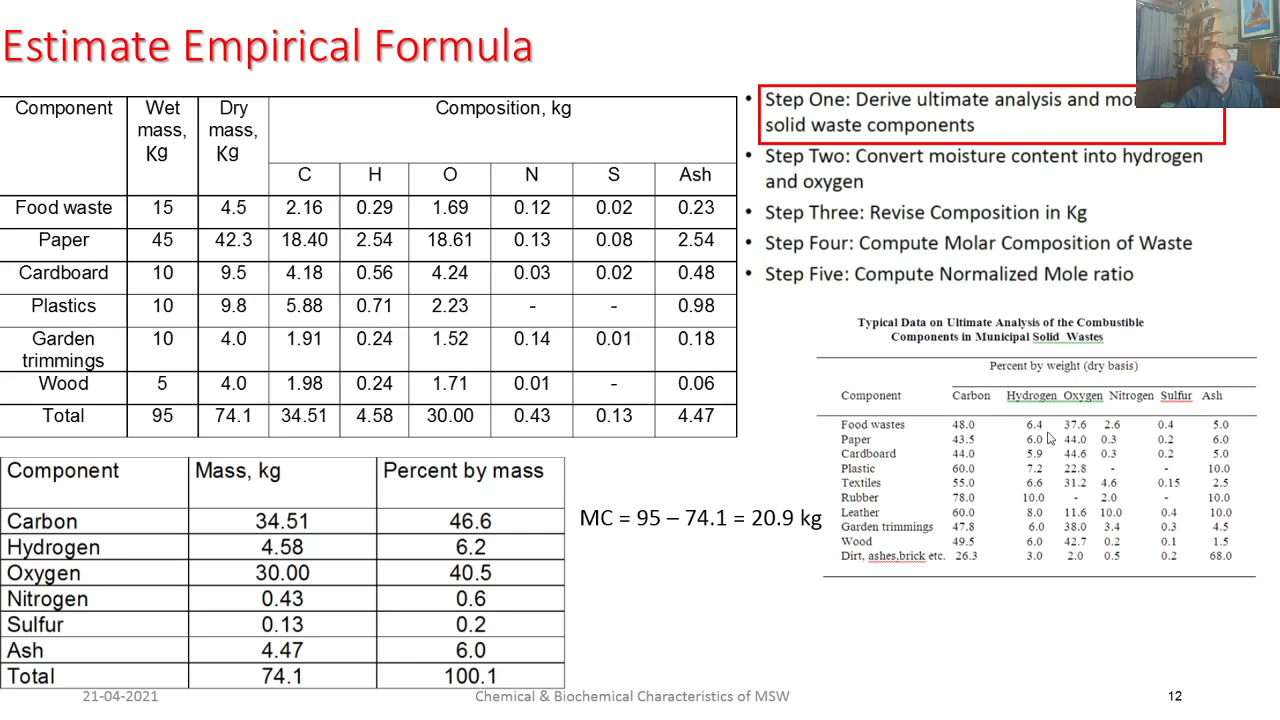 Estimate Empirical Formula
Component Wet mass, Kg Dry mass, Kg Composition, kg
C H O N S Ash
Food waste 15 4.5 2.16 0.29 1.69 0.12 0.02 0.23
Paper 45 42.3 18.40 2.54 18.61 0.13 0.08 2.54
Cardboard 10 9.5 4.18 0.56 4.24 0.03 0.02 0.48
Plastics 10 9.8 5.88 0.71 2.23 - - 0.98
Garden trimmings 10 4.0 1.91 0.24 1.52 0.14 0.01 0.18
Wood 5 4.0 1.98 0.24 1.71 0.01 - 0.06
Total 95 74.1 34.51 4.58 30.00 0.43 0.13 4.47
Component Mass, kg Percent by mass
Carbon 34.51 46.6
Hydrogen 4.58 6.2
Oxygen 30.00 40.5
Nitrogen 0.43 0.6
Sulfur 0.13 0.2
Ash 4.47 6.0
Total 74.1 100.1
MC = 95 – 74.1 = 20.9 kg
• Step One: Derive ultimate analysis and
solid waste components
• Step Two: Convert moisture content into hydrogen
and oxygen
• Step Three: Revise Composition in Kg
• Step Four: Compute Molar Composition of Waste
• Step Five: Compute Normalized Mole ratio
Typical Data on Ultimate Analysis of the Combustible
Components in Municipal Solid Wastes
Percent by weight (dry basis)
Component Carbon Hydrogen Oxygen Nitrogen Sulfur Ash
Food wastes 48.0 6.4 37.6 2.6 0.4 5.0
Paper 43.5 6.0 44.0 0.3 0.2 6.0
Cardboard 44.0 5.9 44.6 0.3 0.2 5.0
Plastic 60.0 7.2 22.8 - - 10.0
Textiles 55.0 6.6 31.2 4.6 0.15 2.5
Rubber 78.0 10.0 - 2.0 - 10.0
Leather 60.0 8.0 11.6 10.0 0.4 10.0
Garden trimmings 47.8 6.0 38.0 3.4 0.3 4.5
Wood 49.5 6.0 42.7 0.2 0.1 1.5
Dirt, ashes,brick etc. 26.3 3.0 2.0 0.5 0.2 68.0
21-04-2021
Chemical & Biochemical Characteristics of MSW
12